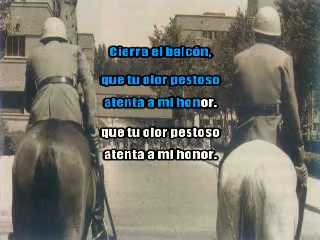 Cierra el balcón,
que tu olor pestoso
atenta a mi honor.
que tu olor pestoso
atenta a mi honor.